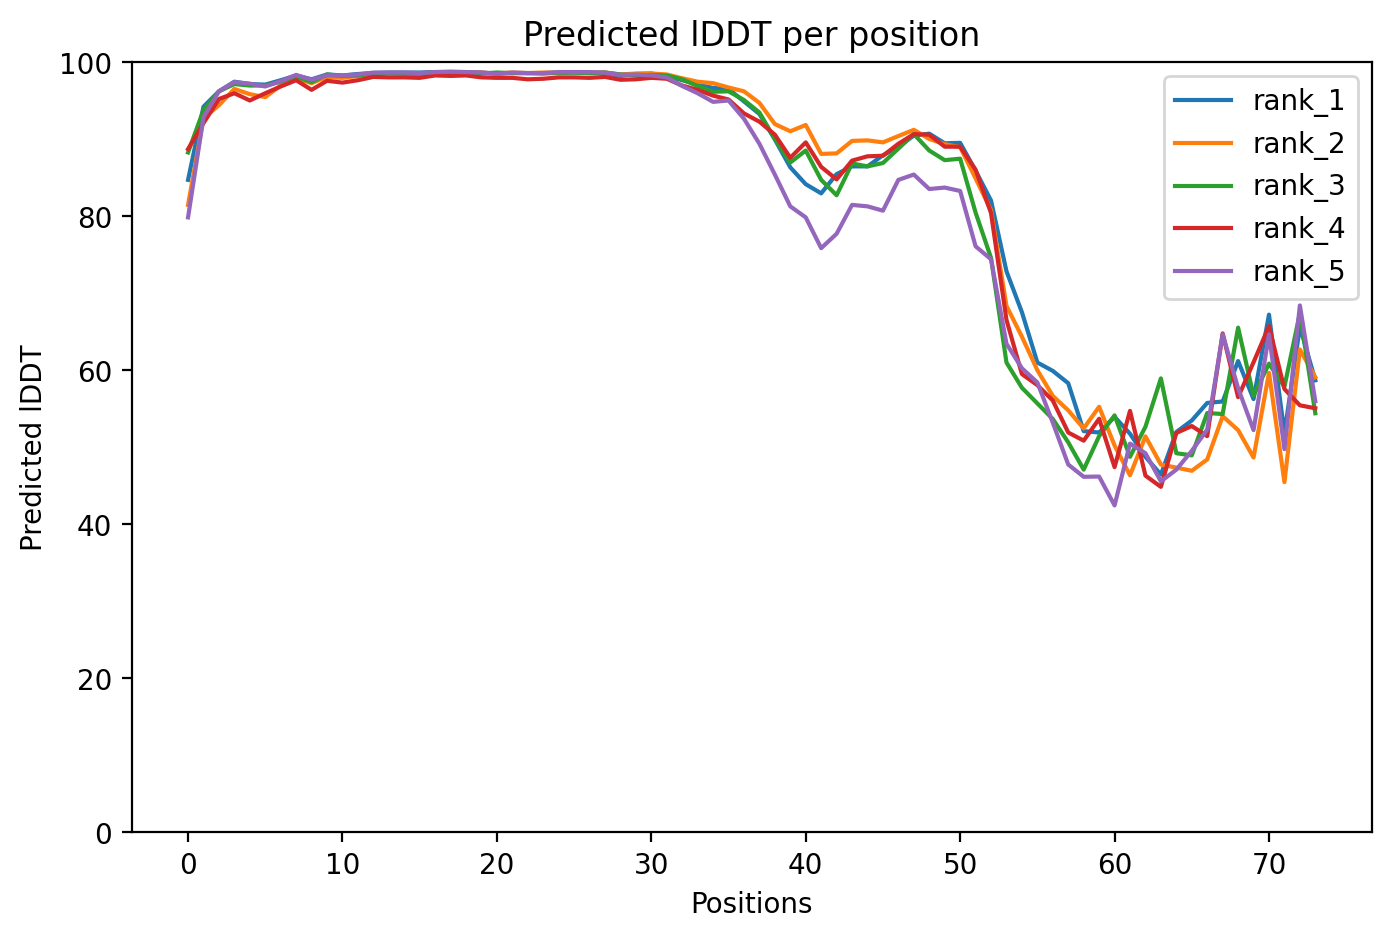 Predicted lDDT per position
100
80
60
40
20
0
Predicted lDDT
0 10 20 30 40 50 60 70
Positions
rank_1
rank_2
rank_3
rank_4
rank_5